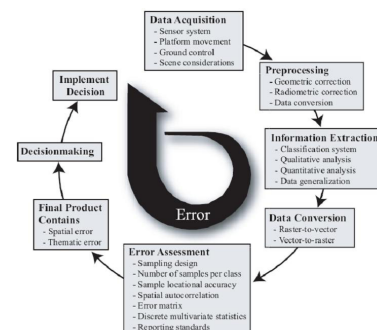 Data Acquisition
- Sensor system
- Platform movement
- Ground control
- Scene considerations
Preprocessing
- Geometric correction
- Radiometric correction
- Data conversion
Information Extraction
- Classification system
- Qualitative analysis
- Quantitative analysis
- Data generalization
Data Conversion
- Raster-to-vector
- Vector-to-raster
Error Assessment
- Sampling design
- Number of samples per class
- Sample locational accuracy
- Spatial autocorrelation
- Error matrix
- Discrete multivariate statistics
- Reporting standards
Final Product
Contains
- Spatial error
- Thematic error
Decisionmaking
Implement
Decision
Error